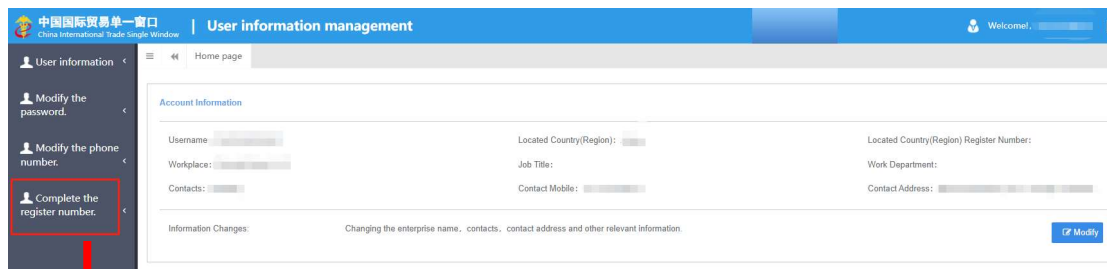 中国国际贸易单一窗口
China International Trade Single Window
User information management
Welcome!,
User information
Modify the
password.
Modify the phone
number.
Complete the
register number.
Home page
Account Information
Username
Located Country(Region):
Located Country(Region) Register Number:
Workplace:
Job Title:
Work Department:
Contacts:
Contact Mobile:
Contact Address:
Information Changes:
Changing the enterprise name、contacts、contact address and other relevant information.
Modify